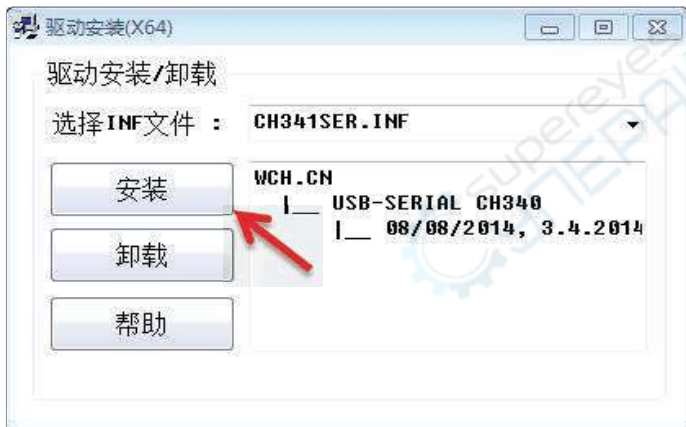 驱动安装(X64)
驱动安装/卸载
选择INF文件 : CH341SER.INF
安装
WCH.CN
|__ USB-SERIAL CH340
|__ 08/08/2014, 3.4.2014
卸载
帮助
supereyes